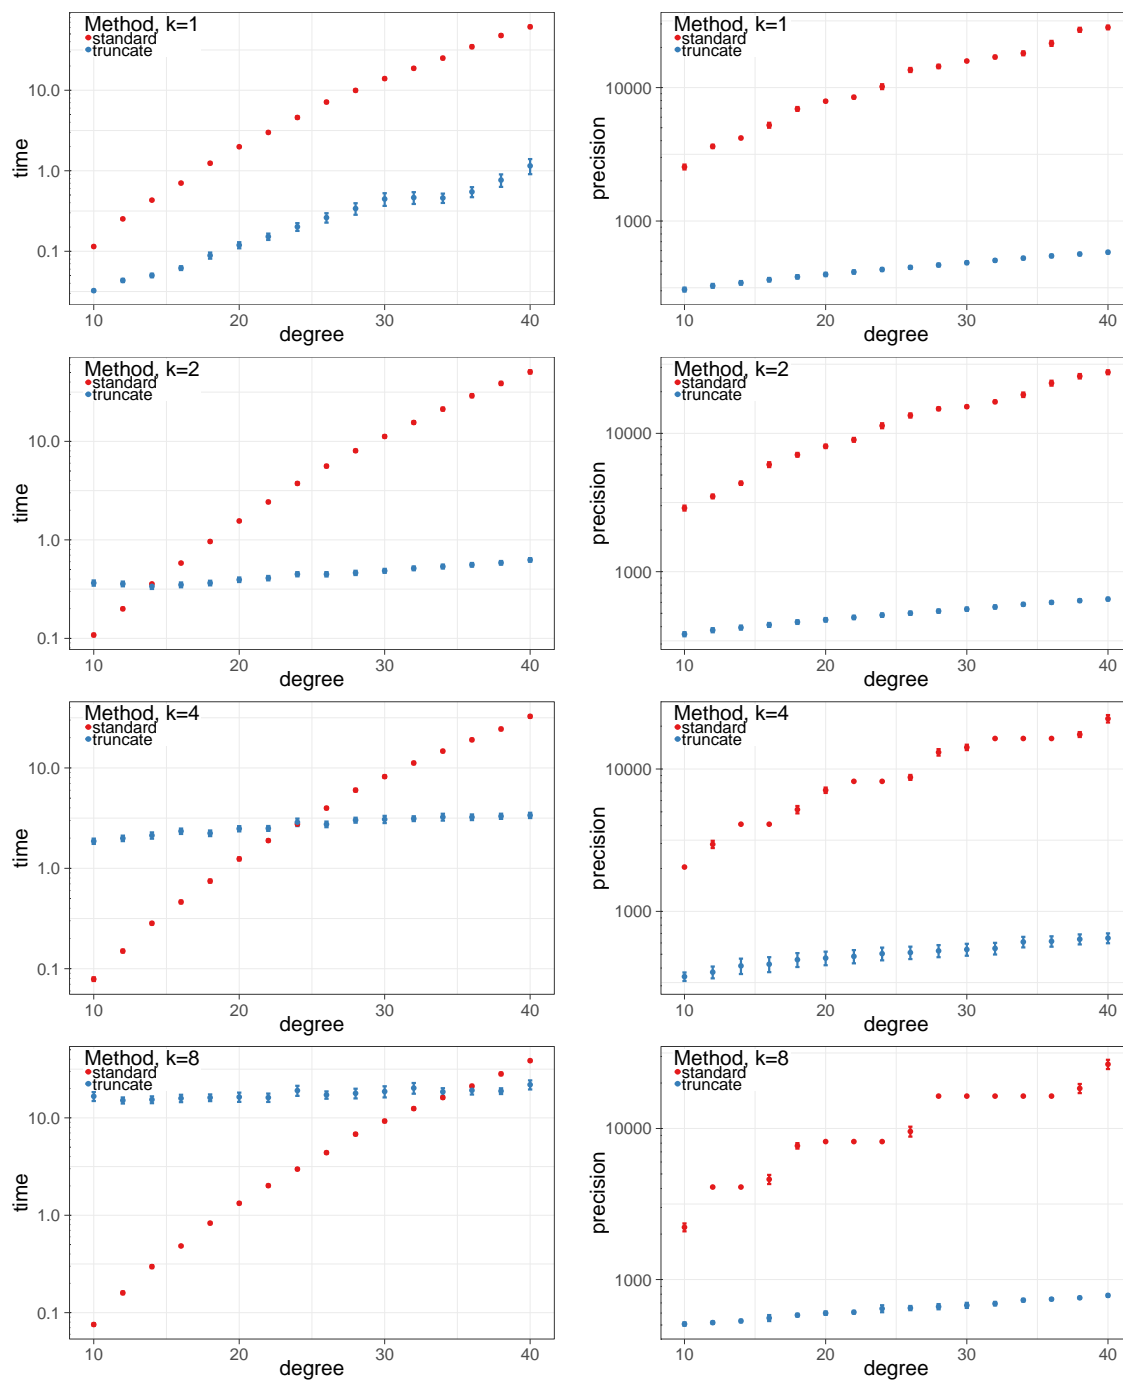 Method, k=1
standard
truncate
10.0
1.0
0.1
time
10 20 30 40
degree
Method, k=1
standard
truncate
10000
1000
precision
10 20 30 40
degree
Method, k=2
standard
truncate
10.0
1.0
0.1
time
10 20 30 40
degree
Method, k=2
standard
truncate
10000
1000
precision
10 20 30 40
degree
Method, k=4
standard
truncate
10.0
1.0
0.1
time
10 20 30 40
degree
Method, k=4
standard
truncate
10000
1000
precision
10 20 30 40
degree
Method, k=8
standard
truncate
10.0
1.0
0.1
time
10 20 30 40
degree
Method, k=8
standard
truncate
10000
1000
precision
10 20 30 40
degree